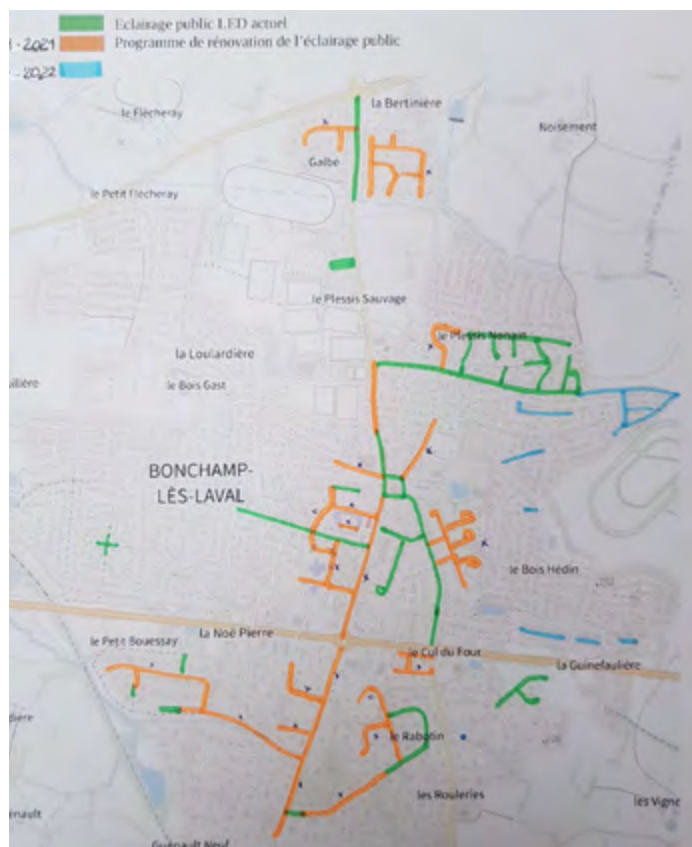 Eclairage public LED actuel
- 2021 Programme de rénovation de l'éclairage public
- 2022
la Bertinière
le Flécheray
Noisement
Galbé
le Petit Flécheray
le Plessis Sauvage
le Plessis Nonain
la Loulardière
le Bois Gast
BONCHAMP-
LÈS-LAVAL
le Bois Hédin
la Noë Pierre
le Petit Bouessay
le Cul du Four
la Guinefaulière
le Rabotin
les Rouleries
les Vigne
Guénault Neuf